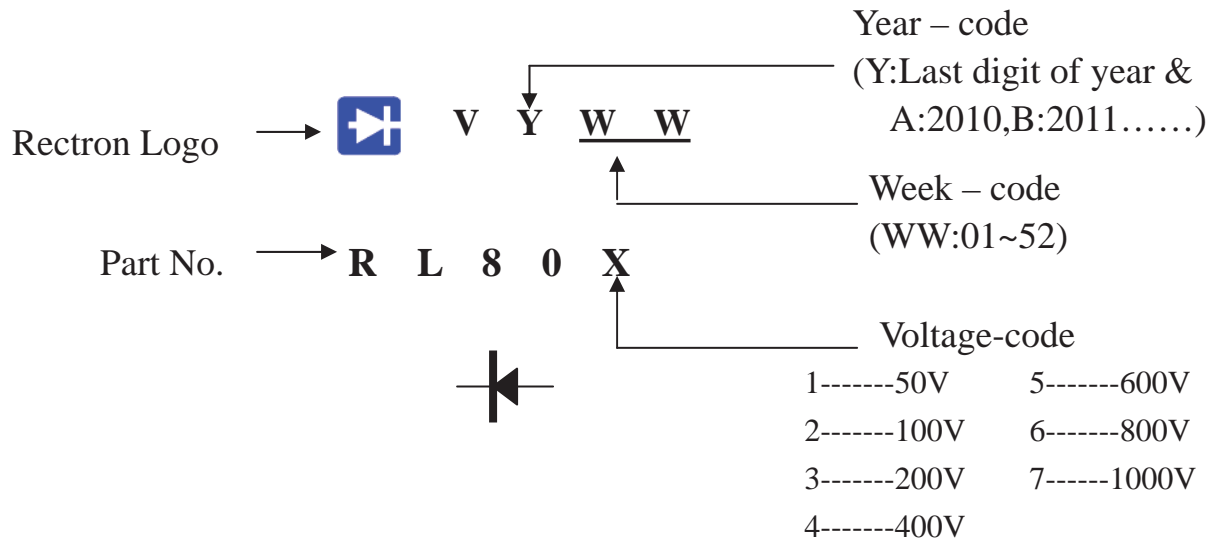 Year – code
(Y:Last digit of year &
A:2010,B:2011……)
Rectron Logo V Y W W
Week – code
(WW:01~52)
Part No. R L 8 0 X
Voltage-code
1-------50V 5-------600V
2-------100V 6-------800V
3-------200V 7------1000V
4-------400V